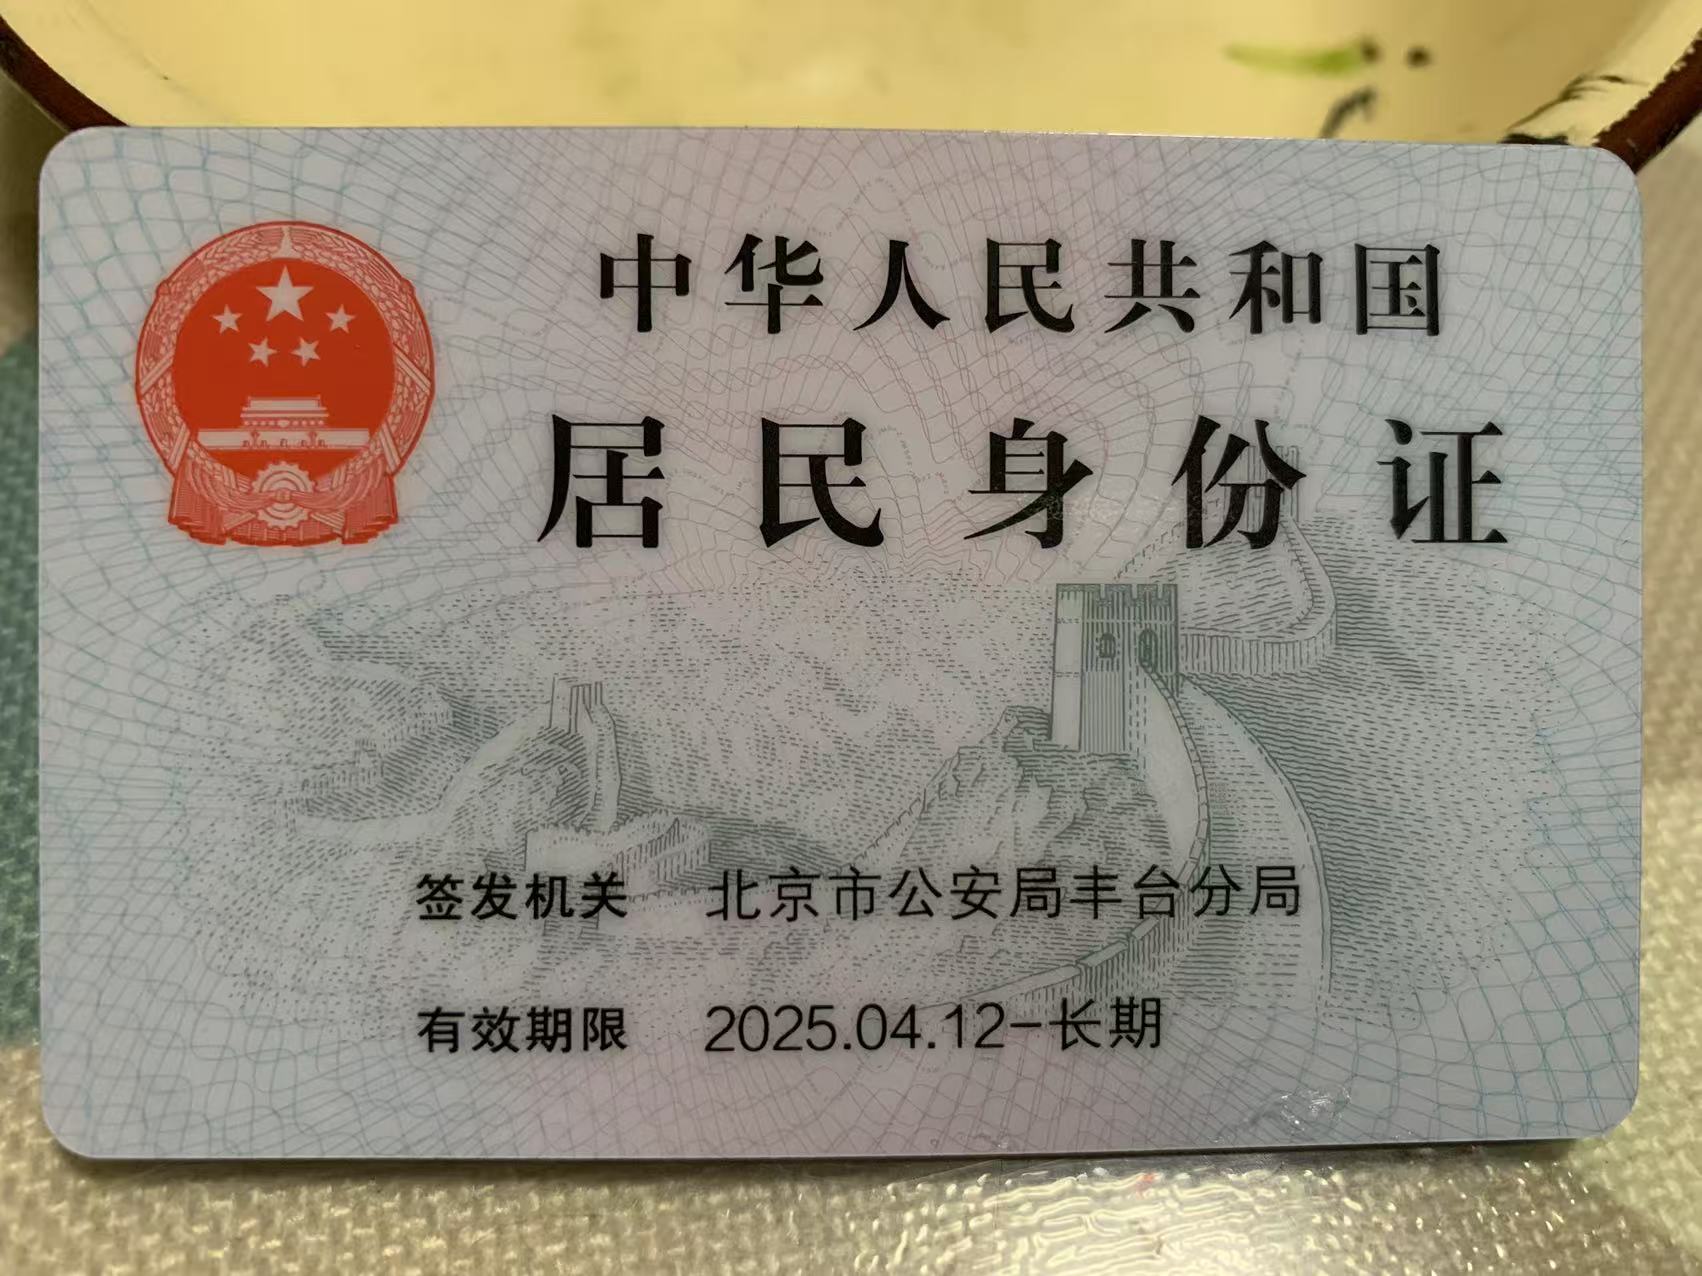 中华人民共和国
居民身份证
签发机关 北京市公安局丰台分局
有效期限 2025.04.12-长期